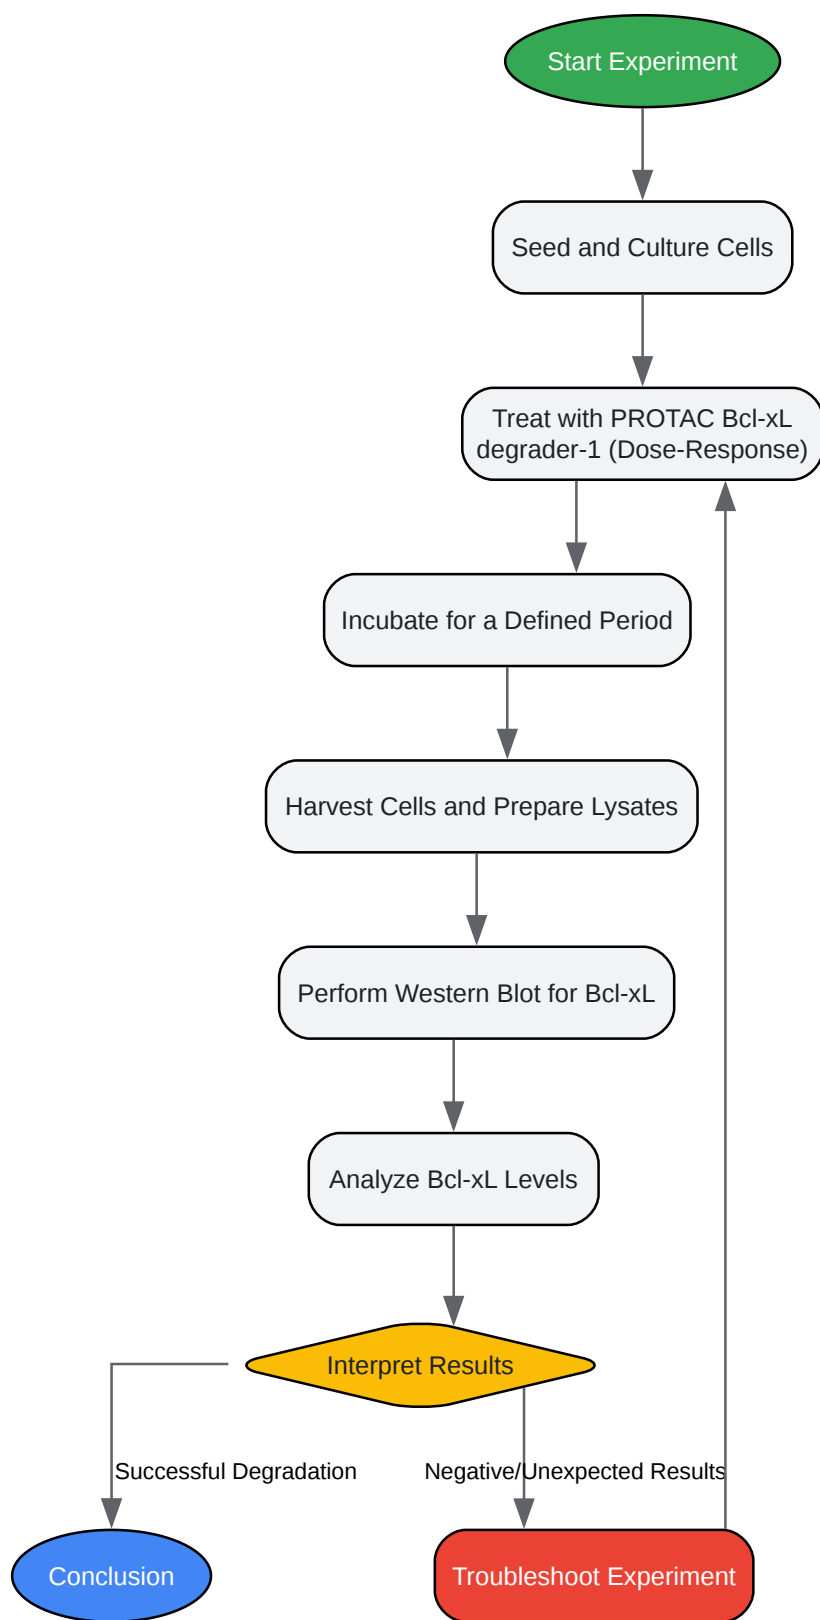 Start Experiment
Seed and Culture Cells
Treat with PROTAC Bcl-xL
degrader-1 (Dose-Response)
Incubate for a Defined Period
Harvest Cells and Prepare Lysates
Perform Western Blot for Bcl-xL
Analyze Bcl-xL Levels
Interpret Results
Successful Degradation
Negative/Unexpected Results
Conclusion
Troubleshoot Experiment